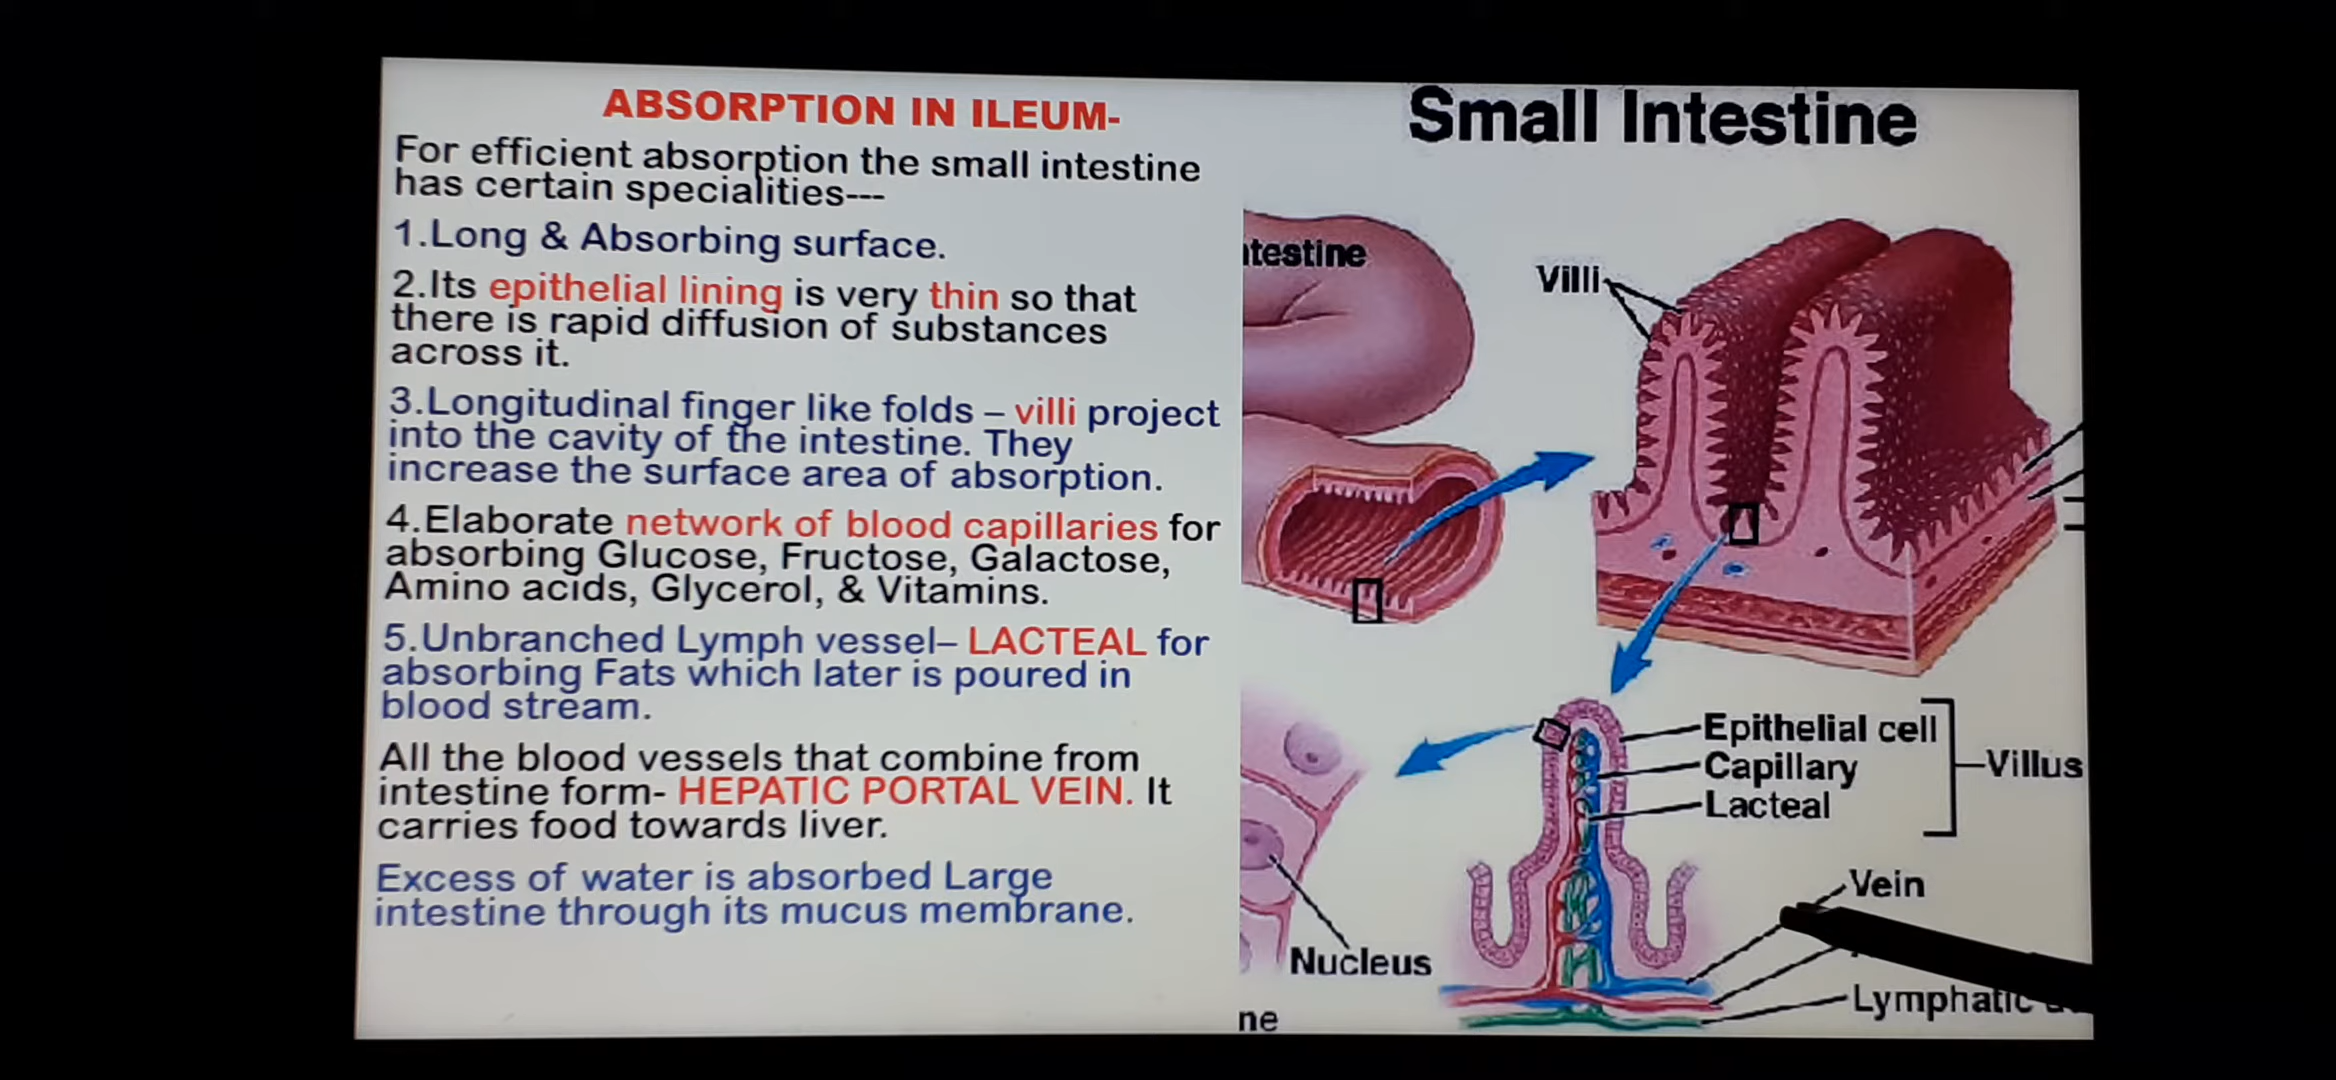 ABSORPTION IN ILEUM-
For efficient absorption the small intestine
has certain specialities---
1.Long & Absorbing surface.
2.Its epithelial lining is very thin so that
there is rapid diffusion of substances
across it.
3.Longitudinal finger like folds – villi project
into the cavity of the intestine. They
increase the surface area of absorption.
4.Elaborate network of blood capillaries for
absorbing Glucose, Fructose, Galactose,
Amino acids, Glycerol, & Vitamins.
5.Unbranched Lymph vessel– LACTEAL for
absorbing Fats which later is poured in
blood stream.
All the blood vessels that combine from
intestine form- HEPATIC PORTAL VEIN. It
carries food towards liver.
Excess of water is absorbed Large
intestine through its mucus membrane.
Small Intestine
testine
Villi
Epithelial cell
Capillary
Lacteal
Villus
Vein
Nucleus
Lymphatic
ne